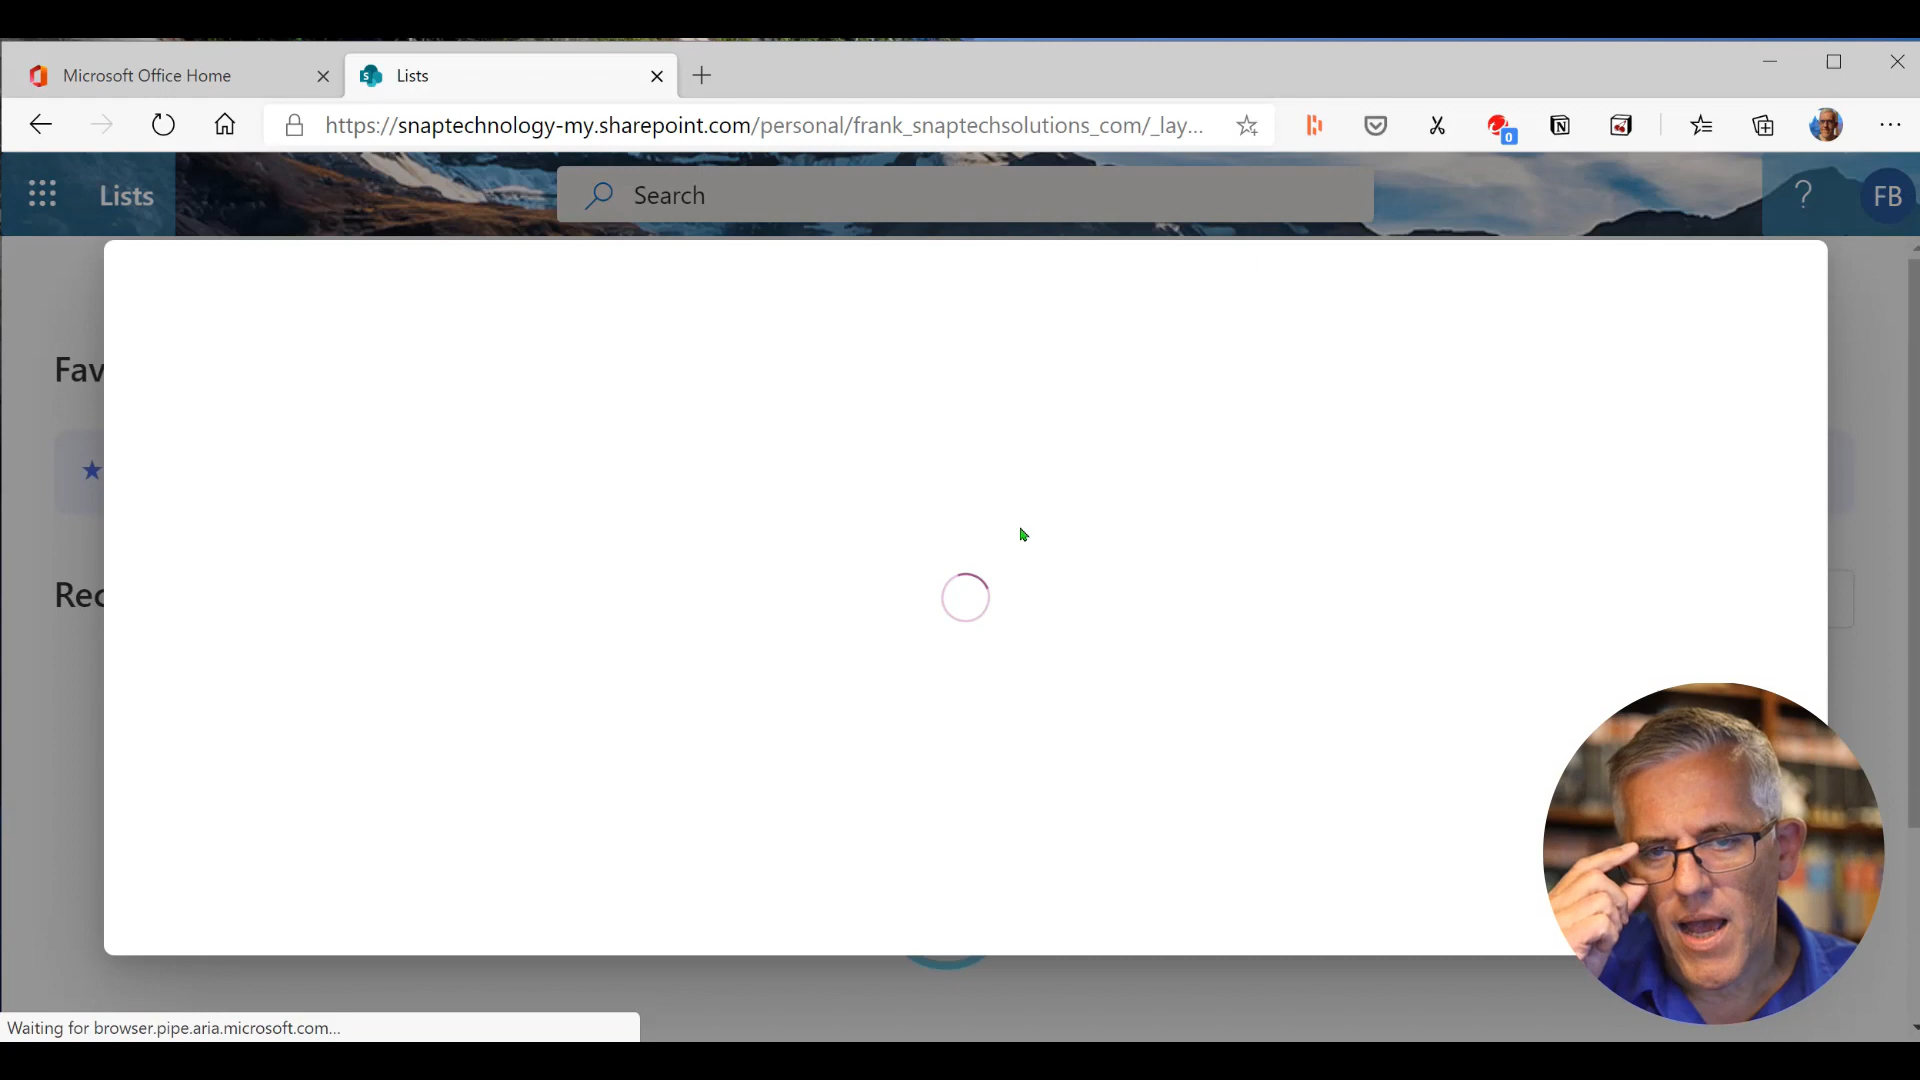 Microsoft Office Home
Lists
https://snaptechnology-my.sharepoint.com/personal/frank_snaptechsolutions_com/_lay...
0
Lists
Search
?
FB
Fav
Rec
Waiting for browser.pipe.aria.microsoft.com...